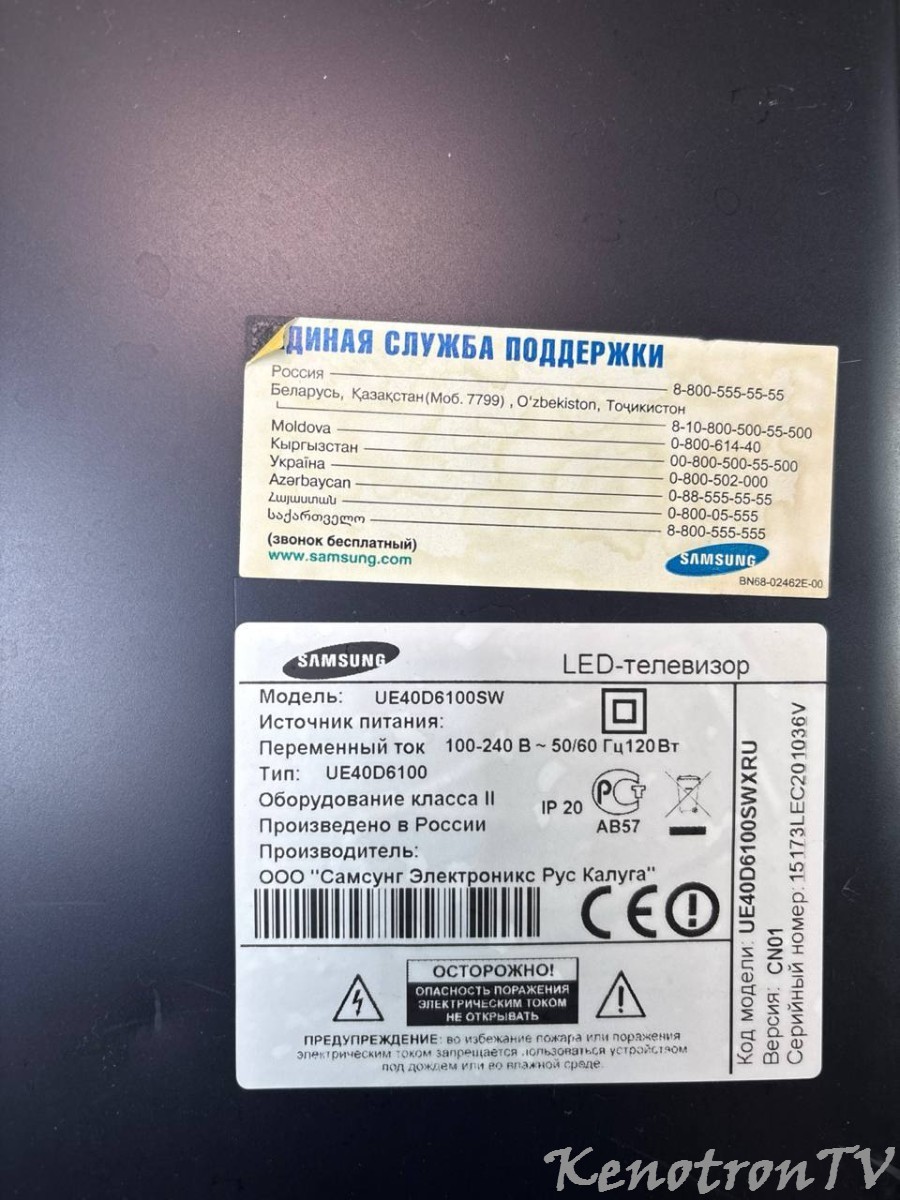 ДИНАЯ СЛУЖБА ПОДДЕРЖКИ
Россия 8-800-555-55-55
Беларусь, Қазақстан(Моб. 7799) , O'zbekiston, Тоҷикистон
8-10-800-500-55-500
Moldova 0-800-614-40
Кыргызстан 00-800-500-55-500
Україна 0-800-502-000
Azərbaycan 0-88-555-55-55
Հայաստան 0-800-05-555
საქართველო 8-800-555-555
(звонок бесплатный)
www.samsung.com
SAMSUNG
BN68-02462E-00
SAMSUNG LED-телевизор
Модель: UE40D6100SW
Источник питания:
Переменный ток 100-240 В ~ 50/60 Гц120Вт
Тип: UE40D6100
Оборудование класса II IP 20
Произведено в России АВ57
Производитель:
ООО "Самсунг Электроникс Рус Калуга"
ОСТОРОЖНО!
ОПАСНОСТЬ ПОРАЖЕНИЯ
ЭЛЕКТРИЧЕСКИМ ТОКОМ
НЕ ОТКРЫВАТЬ
ПРЕДУПРЕЖДЕНИЕ: во избежание пожара или поражения
электрическим током запрещается пользоваться устройством
под дождем или во влажной среде.
Код модели: UE40D6100SWXRU
Версия: CN01
Серийный номер: 15173LEC201036V
KenotronTV